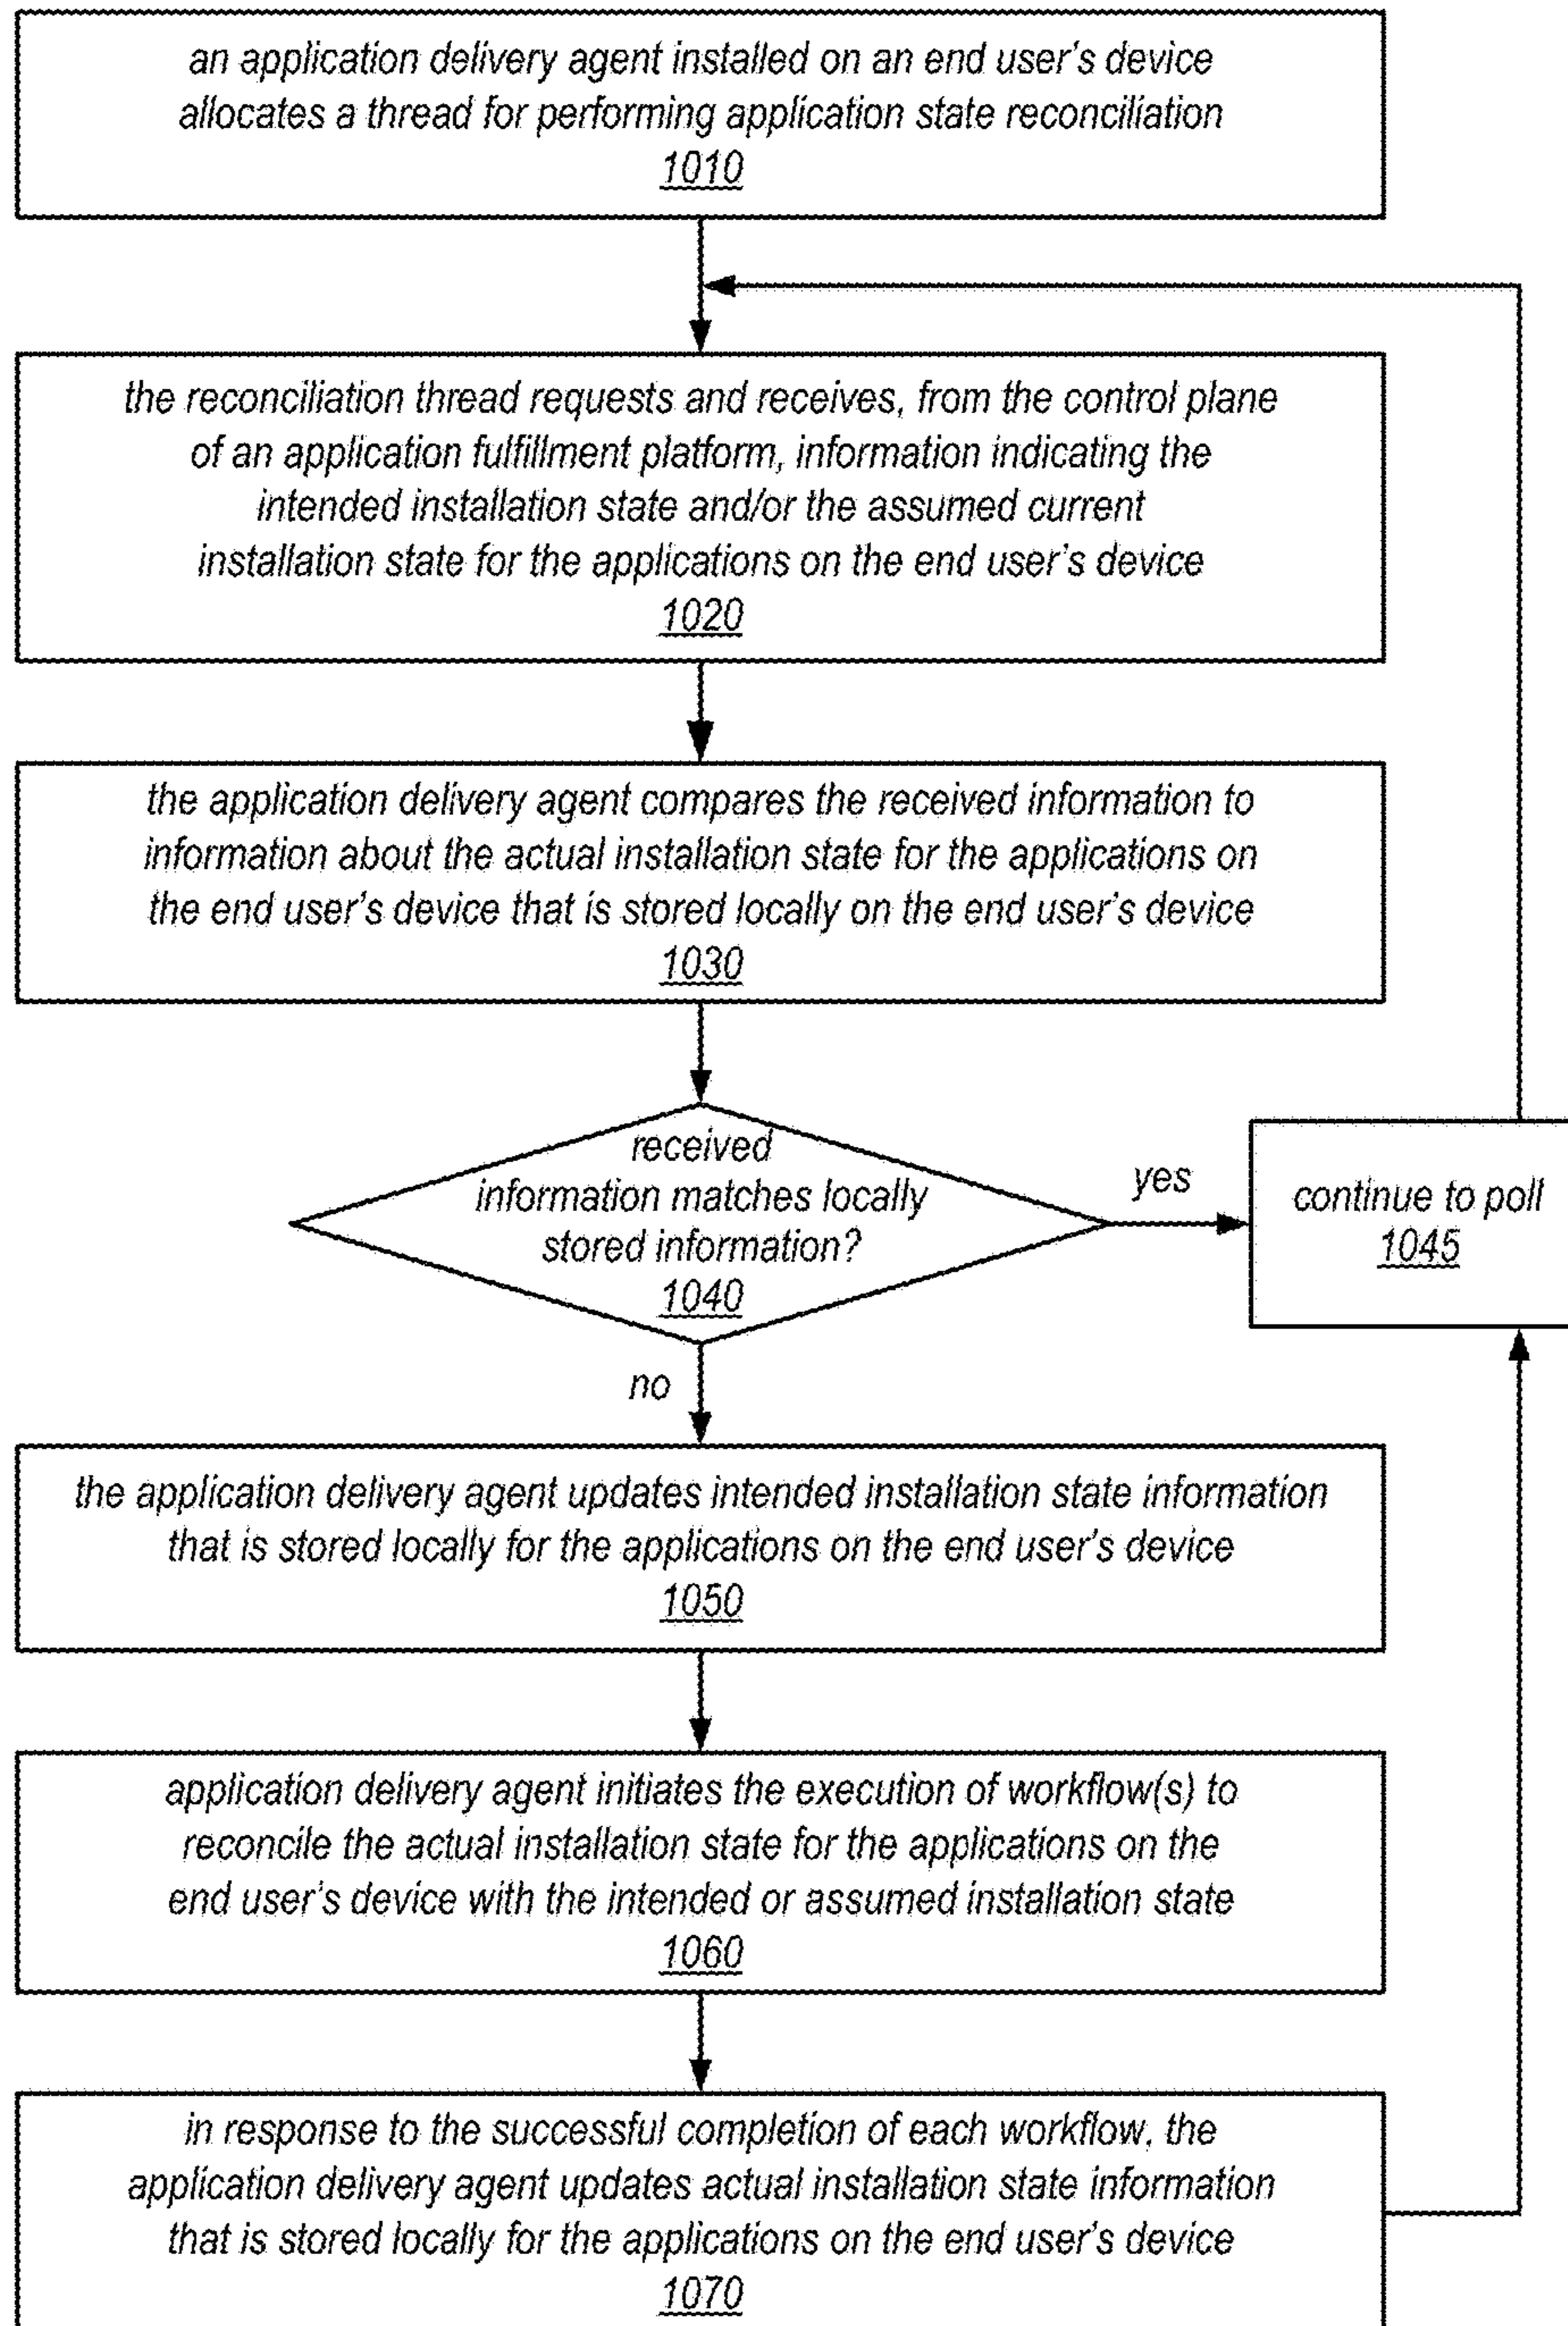 an application delivery agent installed on an end user's device
allocates a thread for performing application state reconciliation
1010
the reconciliation thread requests and receives, from the control plane
of an application fulfillment platform, information indicating the
intended installation state and/or the assumed current
installation state for the applications on the end user's device
1020
the application delivery agent compares the received information to
information about the actual installation state for the applications on
the end user's device that is stored locally on the end user's device
1030
received
information matches locally
stored information?
1040
yes
continue to poll
1045
no
the application delivery agent updates intended installation state information
that is stored locally for the applications on the end user's device
1050
application delivery agent initiates the execution of workflow(s) to
reconcile the actual installation state for the applications on the
end user's device with the intended or assumed installation state
1060
in response to the successful completion of each workflow, the
application delivery agent updates actual installation state information
that is stored locally for the applications on the end user's device
1070